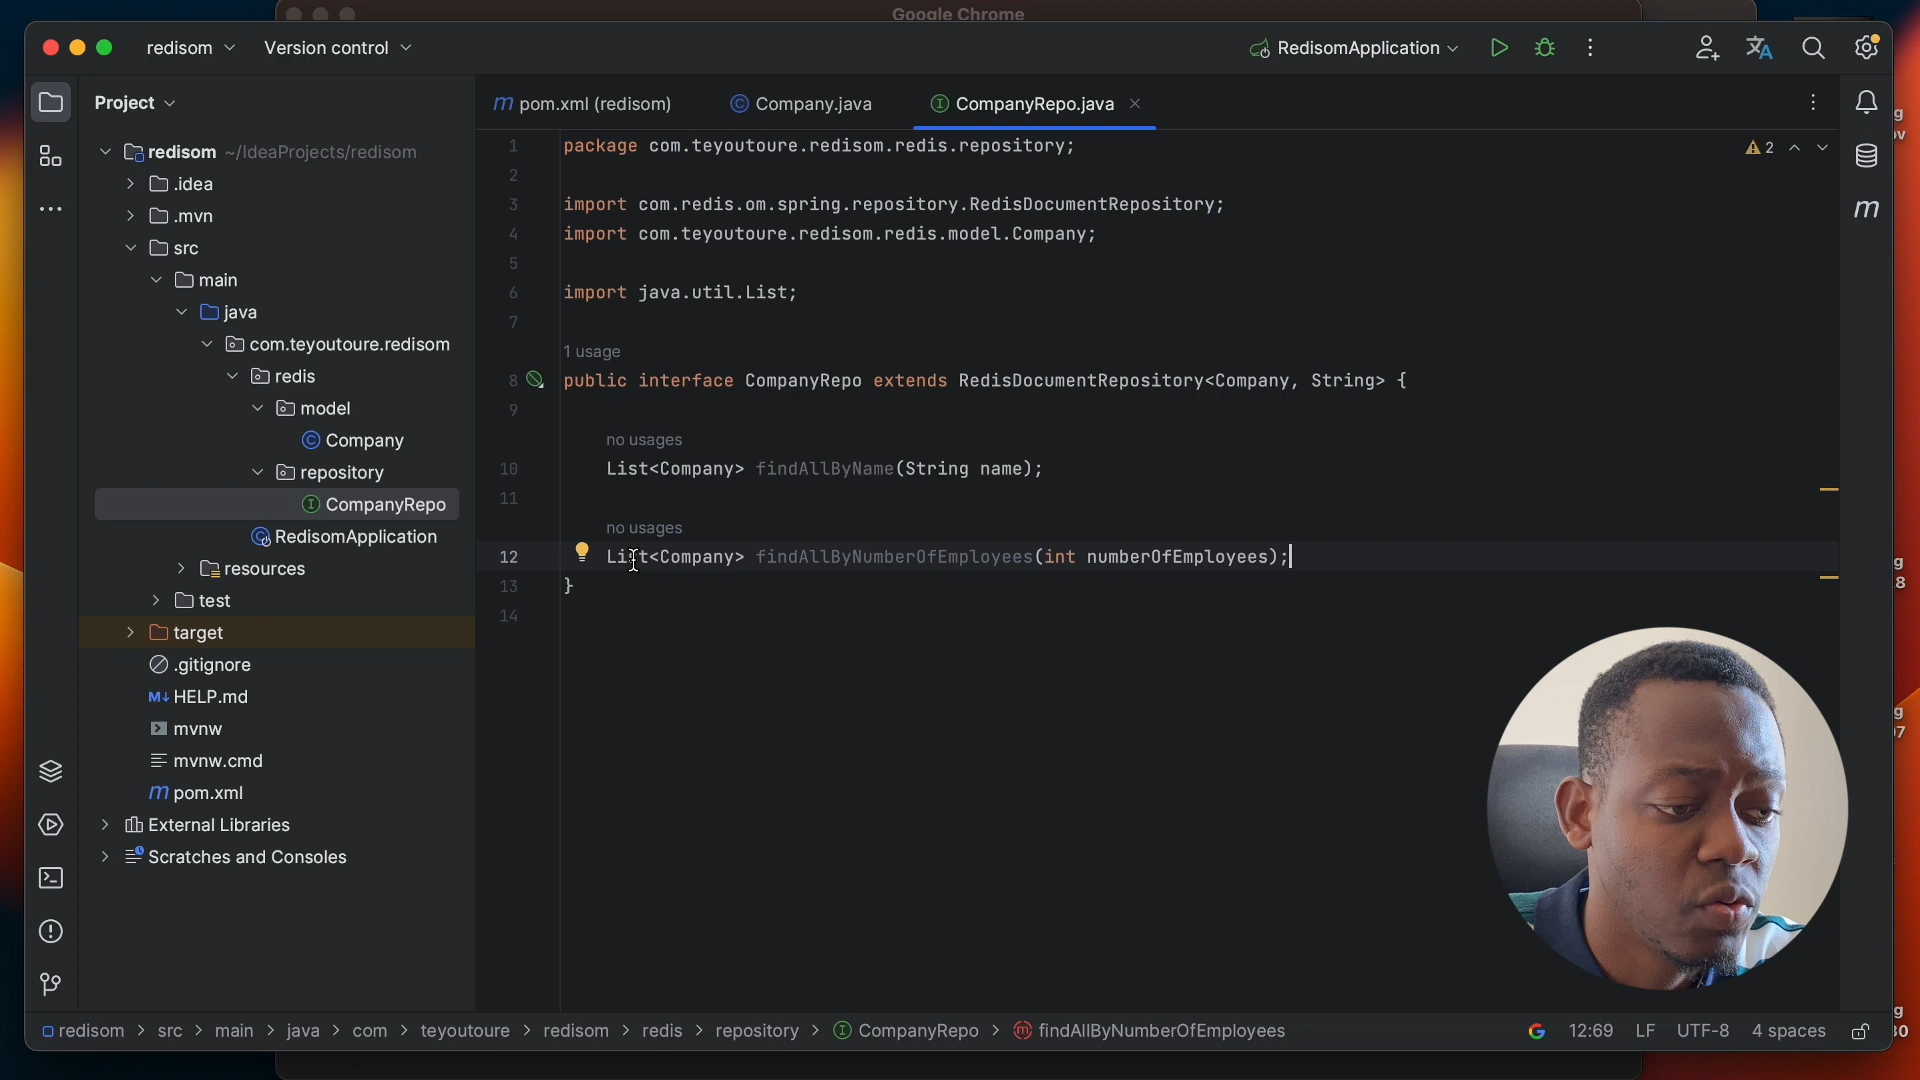 Google Chrome
redisom
Version control
RedisomApplication
Project
pom.xml (redisom)
Company.java
CompanyRepo.java
redisom ~/IdeaProjects/redisom
.idea
.mvn
src
main
java
com.teyoutoure.redisom
redis
model
Company
repository
CompanyRepo
RedisomApplication
resources
test
target
.gitignore
HELP.md
mvnw
mvnw.cmd
pom.xml
External Libraries
Scratches and Consoles
1 package com.teyoutoure.redisom.redis.repository;
2
3 import com.redis.om.spring.repository.RedisDocumentRepository;
4 import com.teyoutoure.redisom.redis.model.Company;
5
6 import java.util.List;
7
1 usage
8 public interface CompanyRepo extends RedisDocumentRepository<Company, String> {
9
no usages
10 List<Company> findAllByName(String name);
11
no usages
12 List<Company> findAllByNumberOfEmployees(int numberOfEmployees);
13 }
14
2
redisom > src > main > java > com > teyoutoure > redisom > redis > repository > CompanyRepo > findAllByNumberOfEmployees
12:69 LF UTF-8 4 spaces